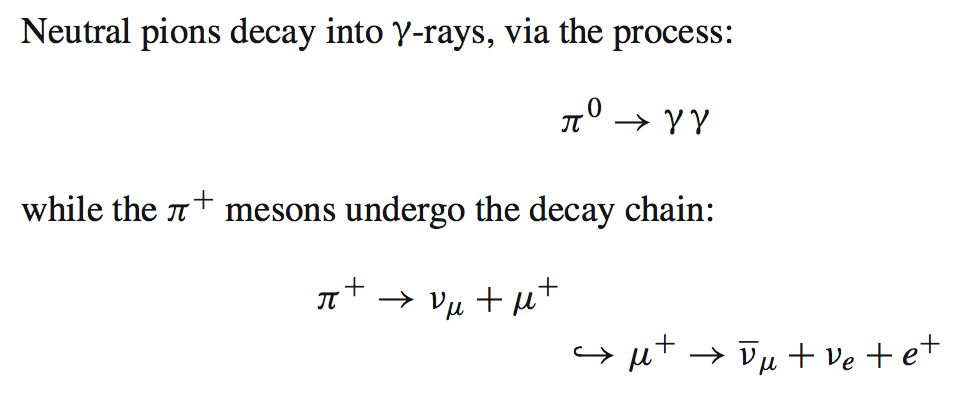 Neutral pions decay into γ-rays, via the process:
π⁰ → γγ
while the π⁺ mesons undergo the decay chain:
π⁺ → ν_μ + μ⁺
↪ μ⁺ → ν̅_μ + ν_e + e⁺